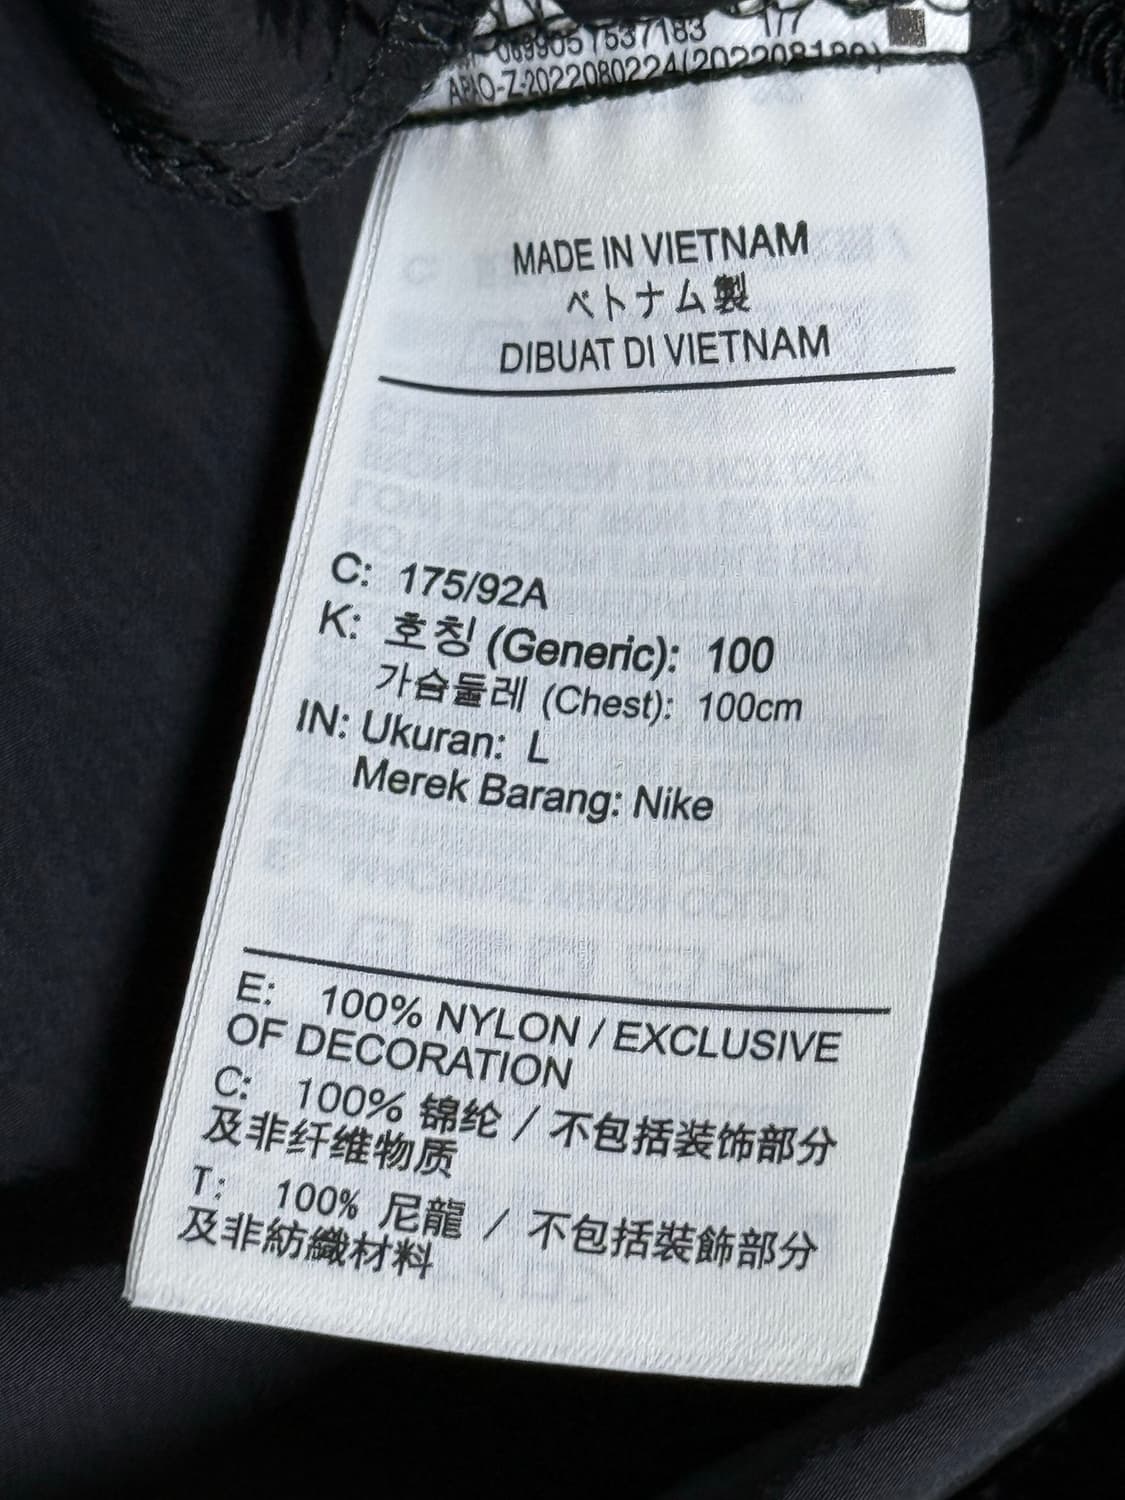 0699051537183 1/7
MADE IN VIETNAM
ベトナム製
DIBUAT DI VIETNAM
C: 175/92A
K: 호칭 (Generic): 100
가슴둘레 (Chest): 100cm
IN: Ukuran: L
Merek Barang: Nike
E: 100% NYLON / EXCLUSIVE
OF DECORATION
C: 100% 锦纶 / 不包括装饰部分
及非纤维物质
T: 100% 尼龍 / 不包括裝飾部分
及非紡織材料